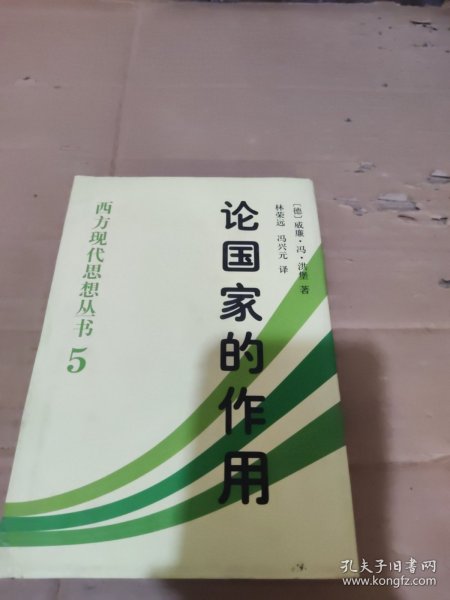 [德]威廉·冯·洪堡 著
林荣远 冯兴元 译
论国家的作用
西方现代思想丛书 5
孔夫子旧书网
www.kongfz.com